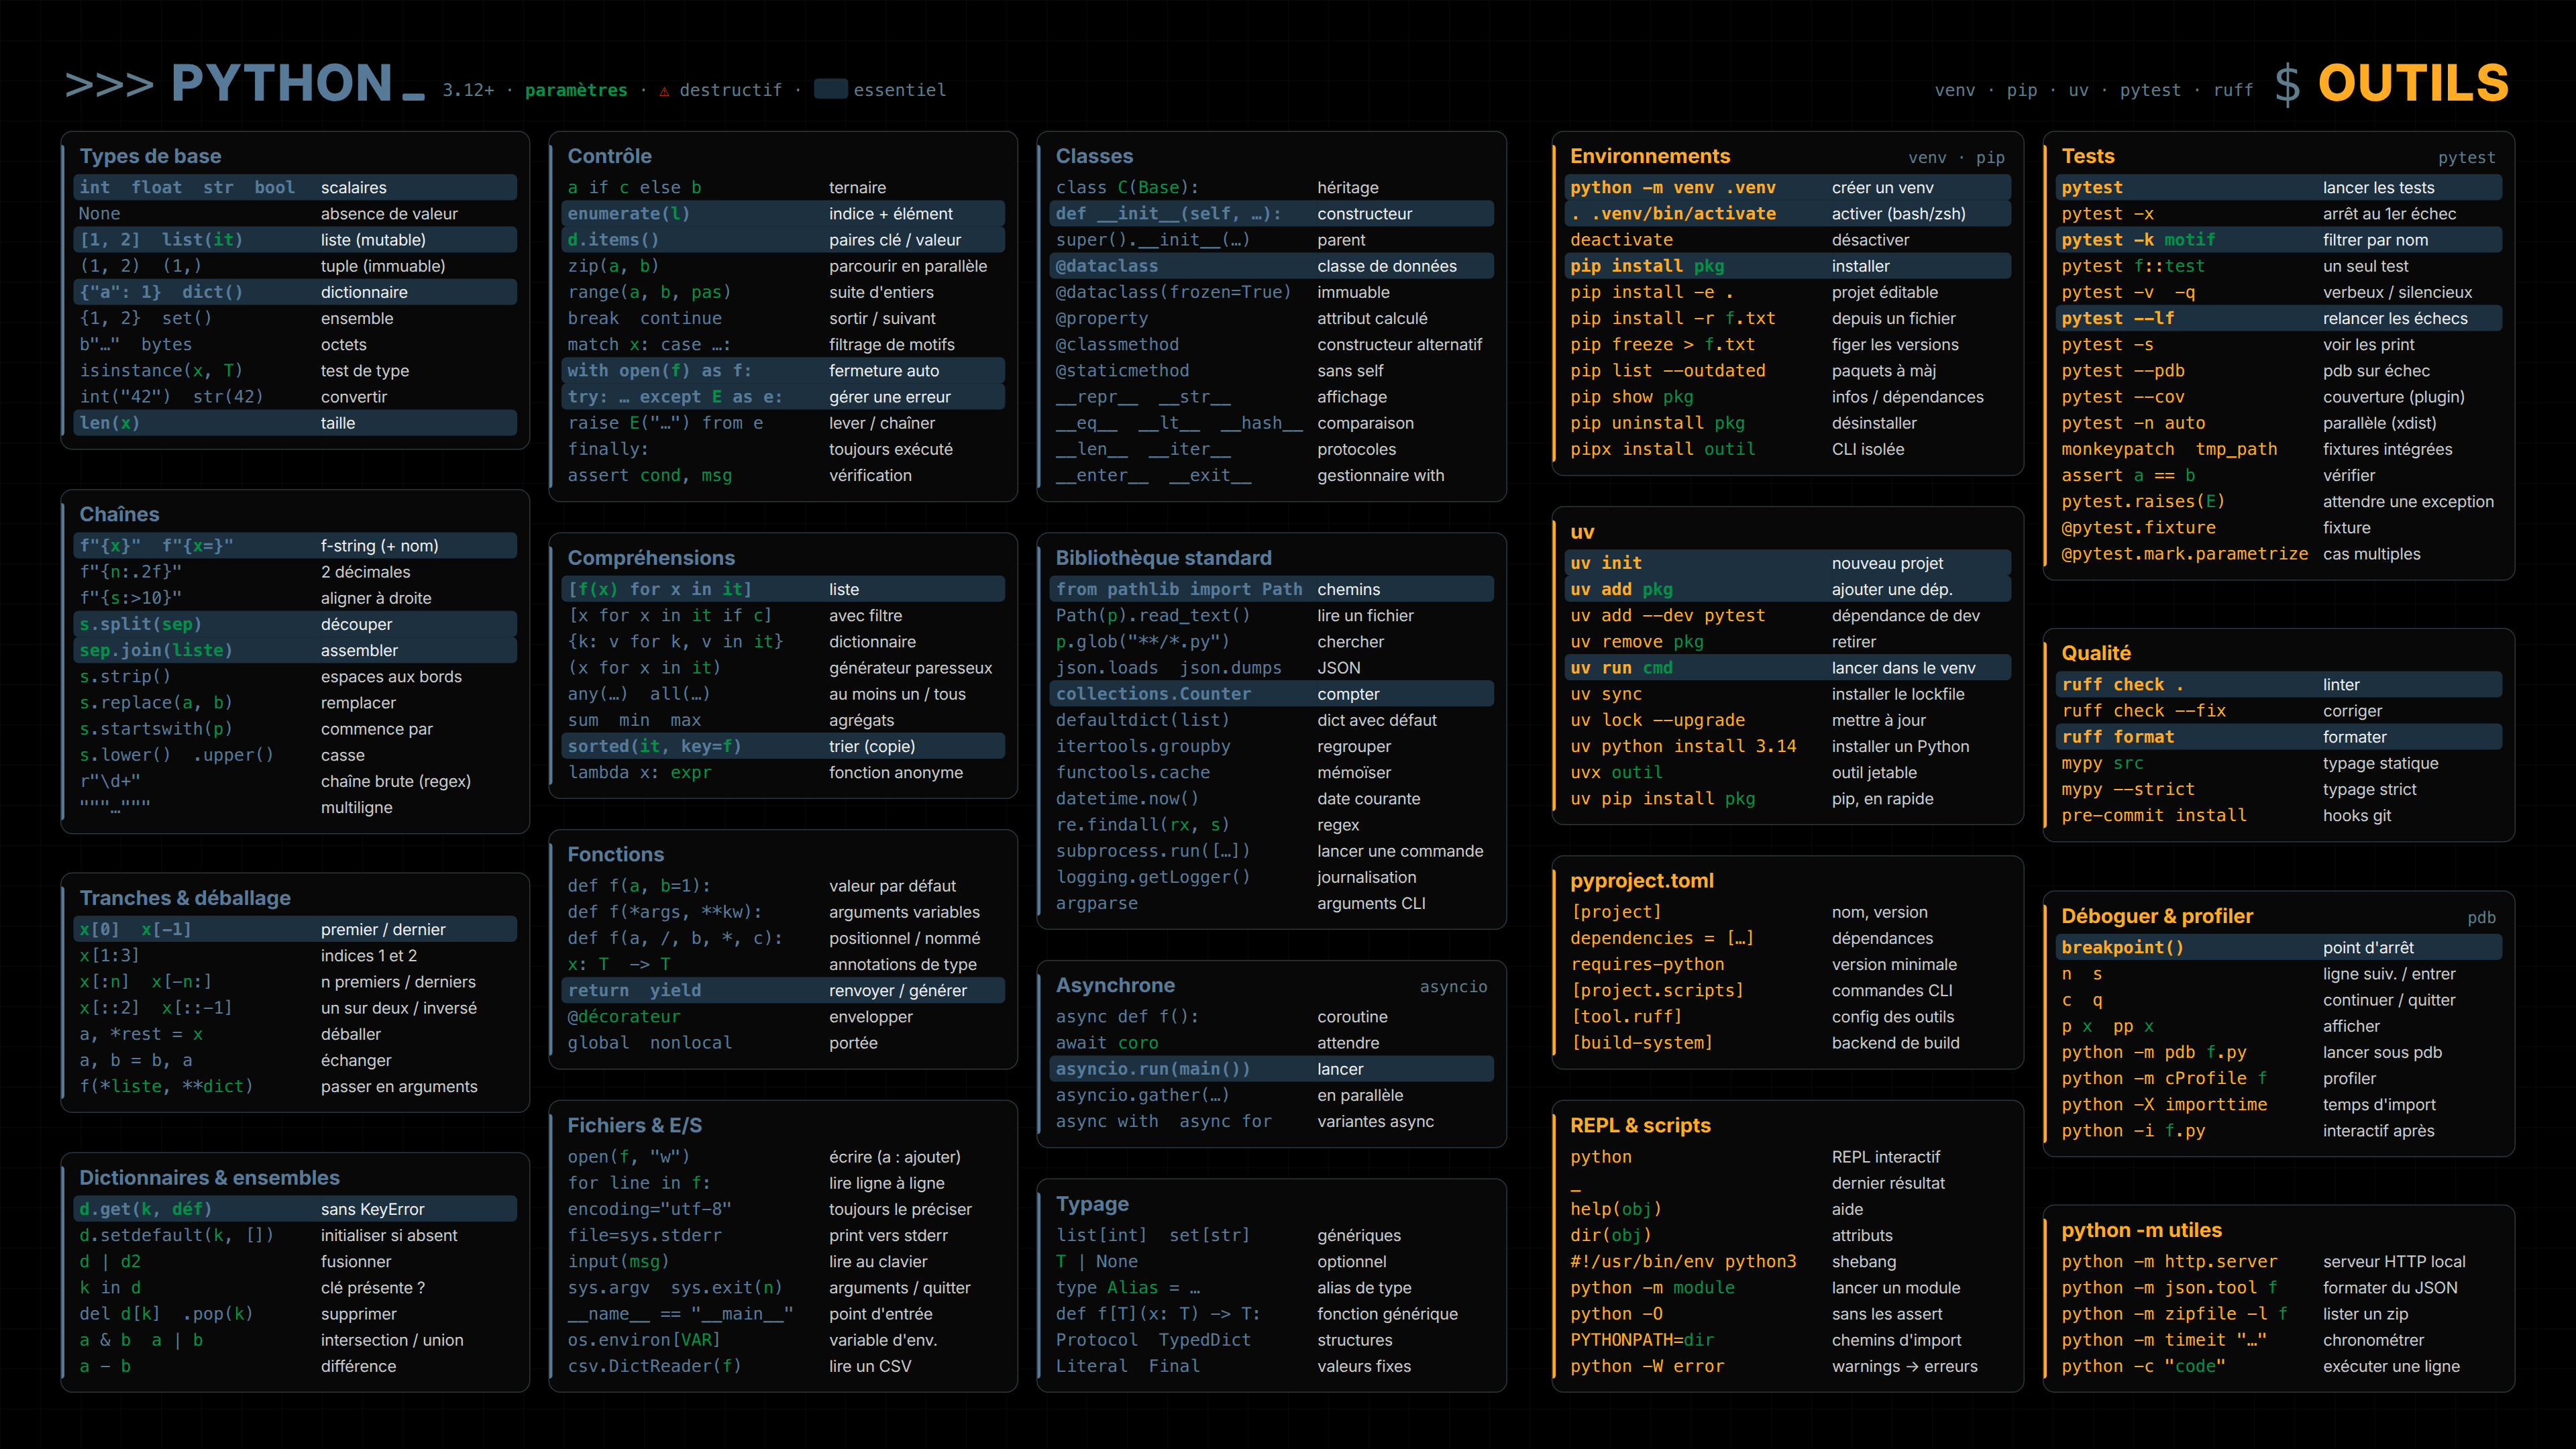 >>> PYTHON_ 3.12+ · paramètres · ⚠ destructif · essentiel
venv · pip · uv · pytest · ruff $ OUTILS
Types de base
int float str bool scalaires
None absence de valeur
[1, 2] list(it) liste (mutable)
(1, 2) (1,) tuple (immuable)
{"a": 1} dict() dictionnaire
{1, 2} set() ensemble
b"…" bytes octets
isinstance(x, T) test de type
int("42") str(42) convertir
len(x) taille
Chaînes
f"{x}" f"{x=}" f-string (+ nom)
f"{n:.2f}" 2 décimales
f"{s:>10}" aligner à droite
s.split(sep) découper
sep.join(liste) assembler
s.strip() espaces aux bords
s.replace(a, b) remplacer
s.startswith(p) commence par
s.lower() .upper() casse
r"\d+" chaîne brute (regex)
"""…""" multiligne
Tranches & déballage
x[0] x[-1] premier / dernier
x[1:3] indices 1 et 2
x[:n] x[-n:] n premiers / derniers
x[::2] x[::-1] un sur deux / inversé
a, *rest = x déballer
a, b = b, a échanger
f(*liste, **dict) passer en arguments
Dictionnaires & ensembles
d.get(k, déf) sans KeyError
d.setdefault(k, []) initialiser si absent
d | d2 fusionner
k in d clé présente ?
del d[k] .pop(k) supprimer
a & b a | b intersection / union
a - b différence
Contrôle
a if c else b ternaire
enumerate(l) indice + élément
d.items() paires clé / valeur
zip(a, b) parcourir en parallèle
range(a, b, pas) suite d'entiers
break continue sortir / suivant
match x: case …: filtrage de motifs
with open(f) as f: fermeture auto
try: … except E as e: gérer une erreur
raise E("…") from e lever / chaîner
finally: toujours exécuté
assert cond, msg vérification
Compréhensions
[f(x) for x in it] liste
[x for x in it if c] avec filtre
{k: v for k, v in it} dictionnaire
(x for x in it) générateur paresseux
any(…) all(…) au moins un / tous
sum min max agrégats
sorted(it, key=f) trier (copie)
lambda x: expr fonction anonyme
Fonctions
def f(a, b=1): valeur par défaut
def f(*args, **kw): arguments variables
def f(a, /, b, *, c): positionnel / nommé
x: T -> T annotations de type
return yield renvoyer / générer
@décorateur envelopper
global nonlocal portée
Fichiers & E/S
open(f, "w") écrire (a : ajouter)
for line in f: lire ligne à ligne
encoding="utf-8" toujours le préciser
file=sys.stderr print vers stderr
input(msg) lire au clavier
sys.argv sys.exit(n) arguments / quitter
__name__ == "__main__" point d'entrée
os.environ[VAR] variable d'env.
csv.DictReader(f) lire un CSV
Classes
class C(Base): héritage
def __init__(self, …): constructeur
super().__init__(…) parent
@dataclass classe de données
@dataclass(frozen=True) immuable
@property attribut calculé
@classmethod constructeur alternatif
@staticmethod sans self
__repr__ __str__ affichage
__eq__ __lt__ __hash__ comparaison
__len__ __iter__ protocoles
__enter__ __exit__ gestionnaire with
Bibliothèque standard
from pathlib import Path chemins
Path(p).read_text() lire un fichier
p.glob("**/*.py") chercher
json.loads json.dumps JSON
collections.Counter compter
defaultdict(list) dict avec défaut
itertools.groupby regrouper
functools.cache mémoïser
datetime.now() date courante
re.findall(rx, s) regex
subprocess.run([…]) lancer une commande
logging.getLogger() journalisation
argparse arguments CLI
Asynchrone asyncio
async def f(): coroutine
await coro attendre
asyncio.run(main()) lancer
asyncio.gather(…) en parallèle
async with async for variantes async
Typage
list[int] set[str] génériques
T | None optionnel
type Alias = … alias de type
def f[T](x: T) -> T: fonction générique
Protocol TypedDict structures
Literal Final valeurs fixes
Environnements venv · pip
python -m venv .venv créer un venv
. .venv/bin/activate activer (bash/zsh)
deactivate désactiver
pip install pkg installer
pip install -e . projet éditable
pip install -r f.txt depuis un fichier
pip freeze > f.txt figer les versions
pip list --outdated paquets à màj
pip show pkg infos / dépendances
pip uninstall pkg désinstaller
pipx install outil CLI isolée
uv
uv init nouveau projet
uv add pkg ajouter une dép.
uv add --dev pytest dépendance de dev
uv remove pkg retirer
uv run cmd lancer dans le venv
uv sync installer le lockfile
uv lock --upgrade mettre à jour
uv python install 3.14 installer un Python
uvx outil outil jetable
uv pip install pkg pip, en rapide
pyproject.toml
[project] nom, version
dependencies = […] dépendances
requires-python version minimale
[project.scripts] commandes CLI
[tool.ruff] config des outils
[build-system] backend de build
REPL & scripts
python REPL interactif
_ dernier résultat
help(obj) aide
dir(obj) attributs
#!/usr/bin/env python3 shebang
python -m module lancer un module
python -O sans les assert
PYTHONPATH=dir chemins d'import
python -W error warnings → erreurs
Tests pytest
pytest lancer les tests
pytest -x arrêt au 1er échec
pytest -k motif filtrer par nom
pytest f::test un seul test
pytest -v -q verbeux / silencieux
pytest --lf relancer les échecs
pytest -s voir les print
pytest --pdb pdb sur échec
pytest --cov couverture (plugin)
pytest -n auto parallèle (xdist)
monkeypatch tmp_path fixtures intégrées
assert a == b vérifier
pytest.raises(E) attendre une exception
@pytest.fixture fixture
@pytest.mark.parametrize cas multiples
Qualité
ruff check . linter
ruff check --fix corriger
ruff format formater
mypy src typage statique
mypy --strict typage strict
pre-commit install hooks git
Déboguer & profiler pdb
breakpoint() point d'arrêt
n s ligne suiv. / entrer
c q continuer / quitter
p x pp x afficher
python -m pdb f.py lancer sous pdb
python -m cProfile f profiler
python -X importtime temps d'import
python -i f.py interactif après
python -m utiles
python -m http.server serveur HTTP local
python -m json.tool f formater du JSON
python -m zipfile -l f lister un zip
python -m timeit "…" chronométrer
python -c "code" exécuter une ligne